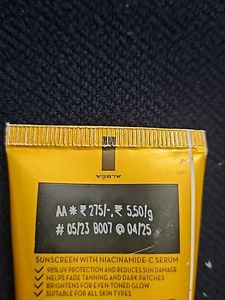 ALBÉA
AA * ₹ 275/-, ₹ 5.50/g
# 05/23 B007 @ 04/25
SUNSCREEN WITH NIACINAMIDE-C SERUM
✓ 98% UV PROTECTION AND REDUCES SUN DAMAGE
✓ HELPS FADE TANNING AND DARK PATCHES
✓ BRIGHTENS FOR EVEN-TONED GLOW
✓ SUITABLE FOR ALL SKIN TYPES